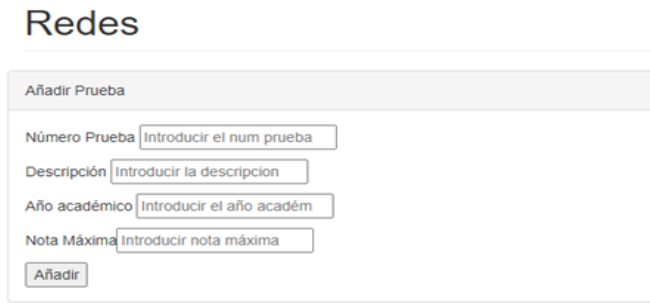 Redes
Añadir Prueba
Número Prueba Introducir el num prueba
Descripción Introducir la descripcion
Año académico Introducir el año académ
Nota Máxima Introducir nota máxima
Añadir